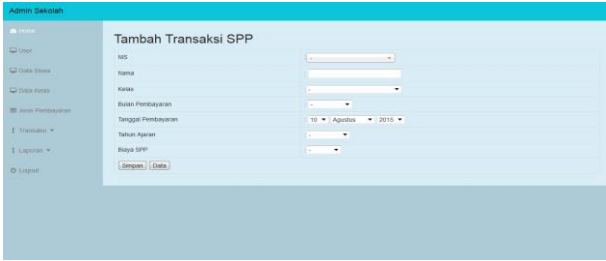 Admin Sekolah
Home
User
Data Siswa
Data Kelas
Jenis Pembayaran
Transaksi
Laporan
Logout
Tambah Transaksi SPP
NIS -
Nama
Kelas -
Bulan Pembayaran -
Tanggal Pembayaran 10 Agustus 2015
Tahun Ajaran -
Biaya SPP -
Simpan Data